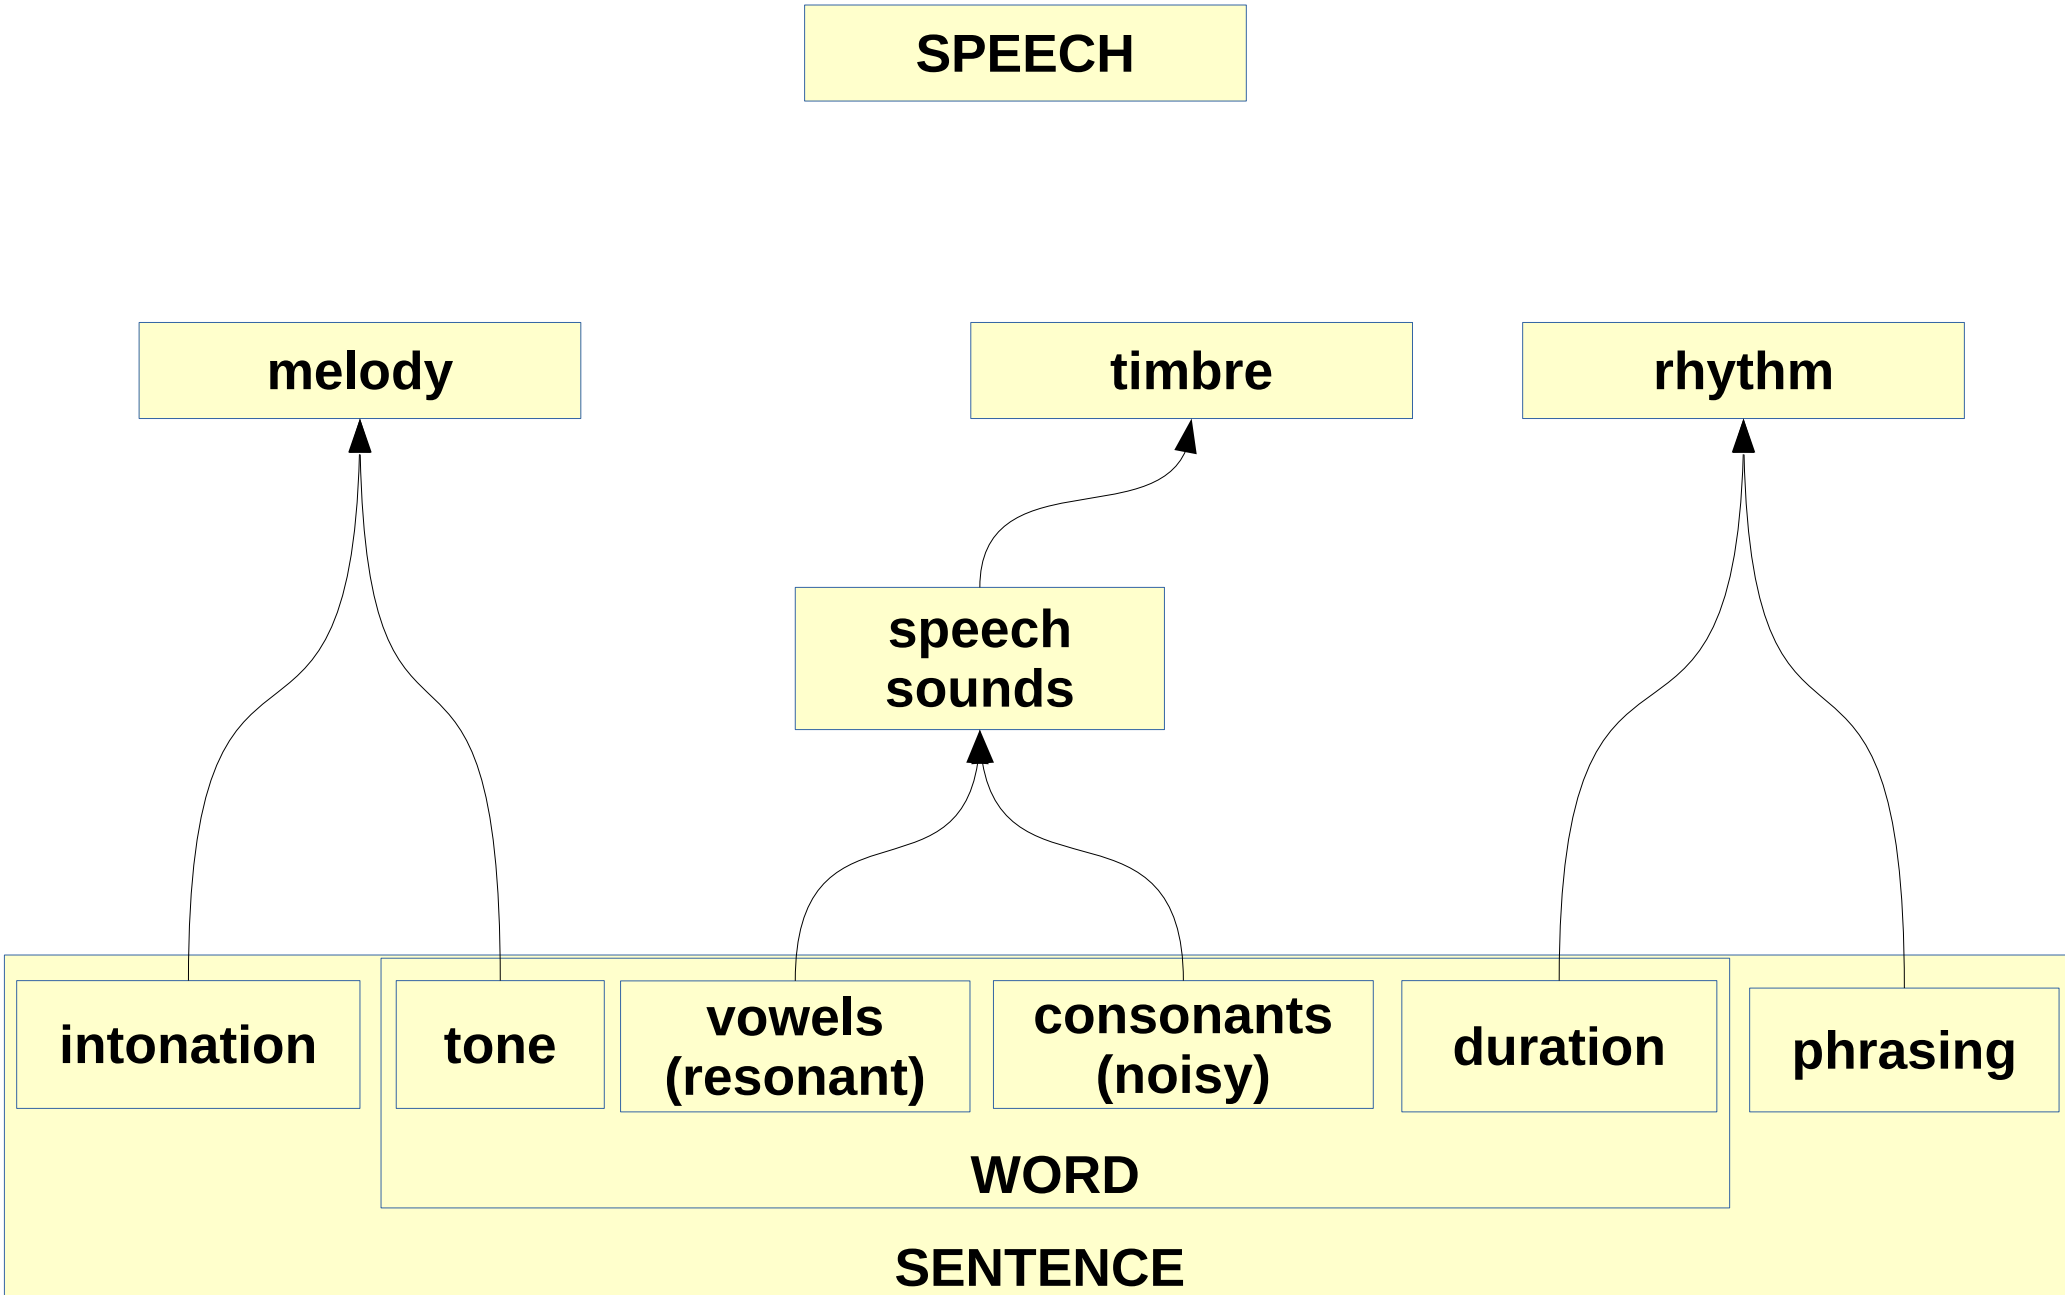 SPEECH
melody
timbre
rhythm
speech
sounds
intonation
tone
vowels
(resonant)
consonants
(noisy)
duration
phrasing
WORD
SENTENCE